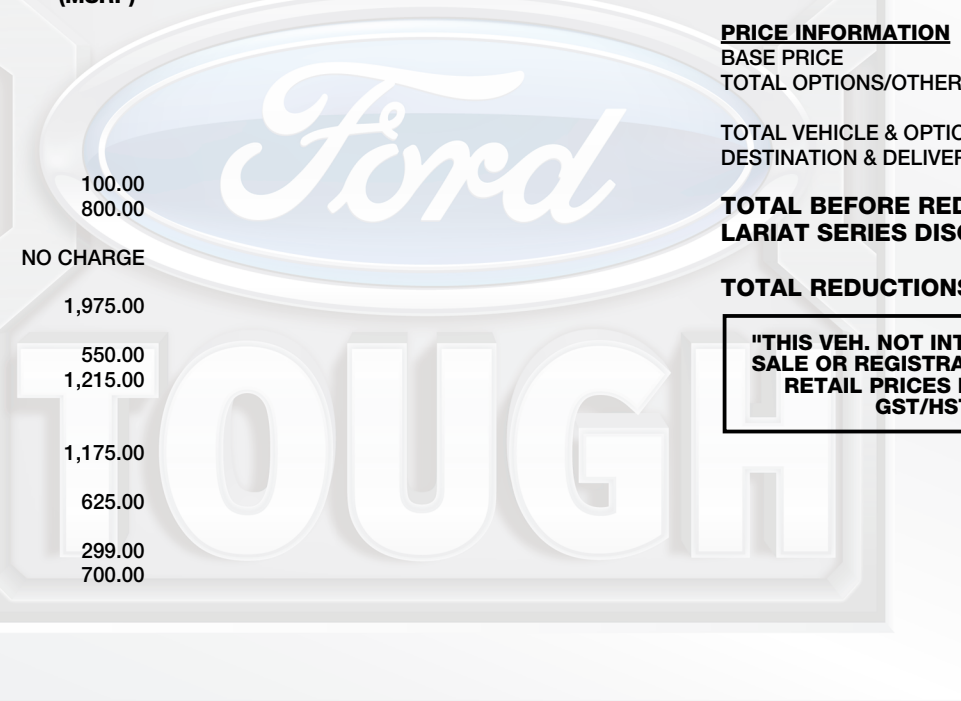 (MSRP)
100.00
800.00
NO CHARGE
1,975.00
550.00
1,215.00
1,175.00
625.00
299.00
700.00
Ford
TOUGH
PRICE INFORMATION
BASE PRICE
TOTAL OPTIONS/OTHER
TOTAL VEHICLE & OPTIO
DESTINATION & DELIVER
TOTAL BEFORE RED
LARIAT SERIES DISC
TOTAL REDUCTIONS
"THIS VEH. NOT INT
SALE OR REGISTRA
RETAIL PRICES
GST/HST